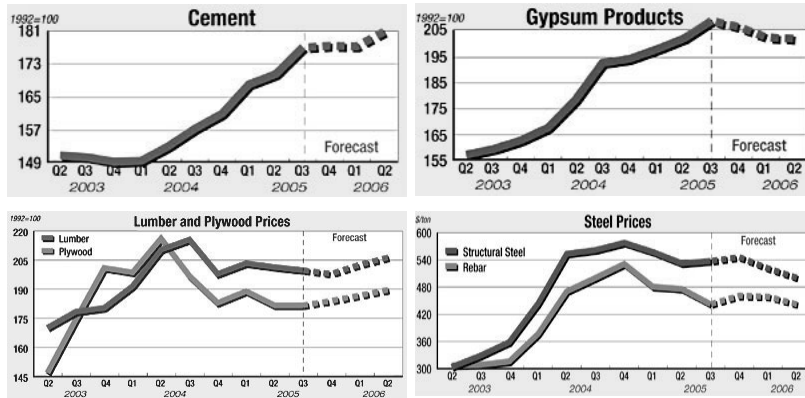 Cement
1992=100
181
173
165
157
149
Forecast
Q2 Q3 Q4 Q1 Q2 Q3 Q4 Q1 Q2 Q3 Q4 Q1 Q2
2003 2004 2005 2006
Gypsum Products
1992=100
205
195
185
175
165
155
Forecast
Q2 Q3 Q4 Q1 Q2 Q3 Q4 Q1 Q2 Q3 Q4 Q1 Q2
2003 2004 2005 2006
Lumber and Plywood Prices
1992=100
220
205
190
175
160
145
Lumber
Plywood
Forecast
Q2 Q3 Q4 Q1 Q2 Q3 Q4 Q1 Q2 Q3 Q4 Q1 Q2
2003 2004 2005 2006
Steel Prices
$/ton
600
540
480
420
360
300
Structural Steel
Rebar
Forecast
Q2 Q3 Q4 Q1 Q2 Q3 Q4 Q1 Q2 Q3 Q4 Q1 Q2
2003 2004 2005 2006